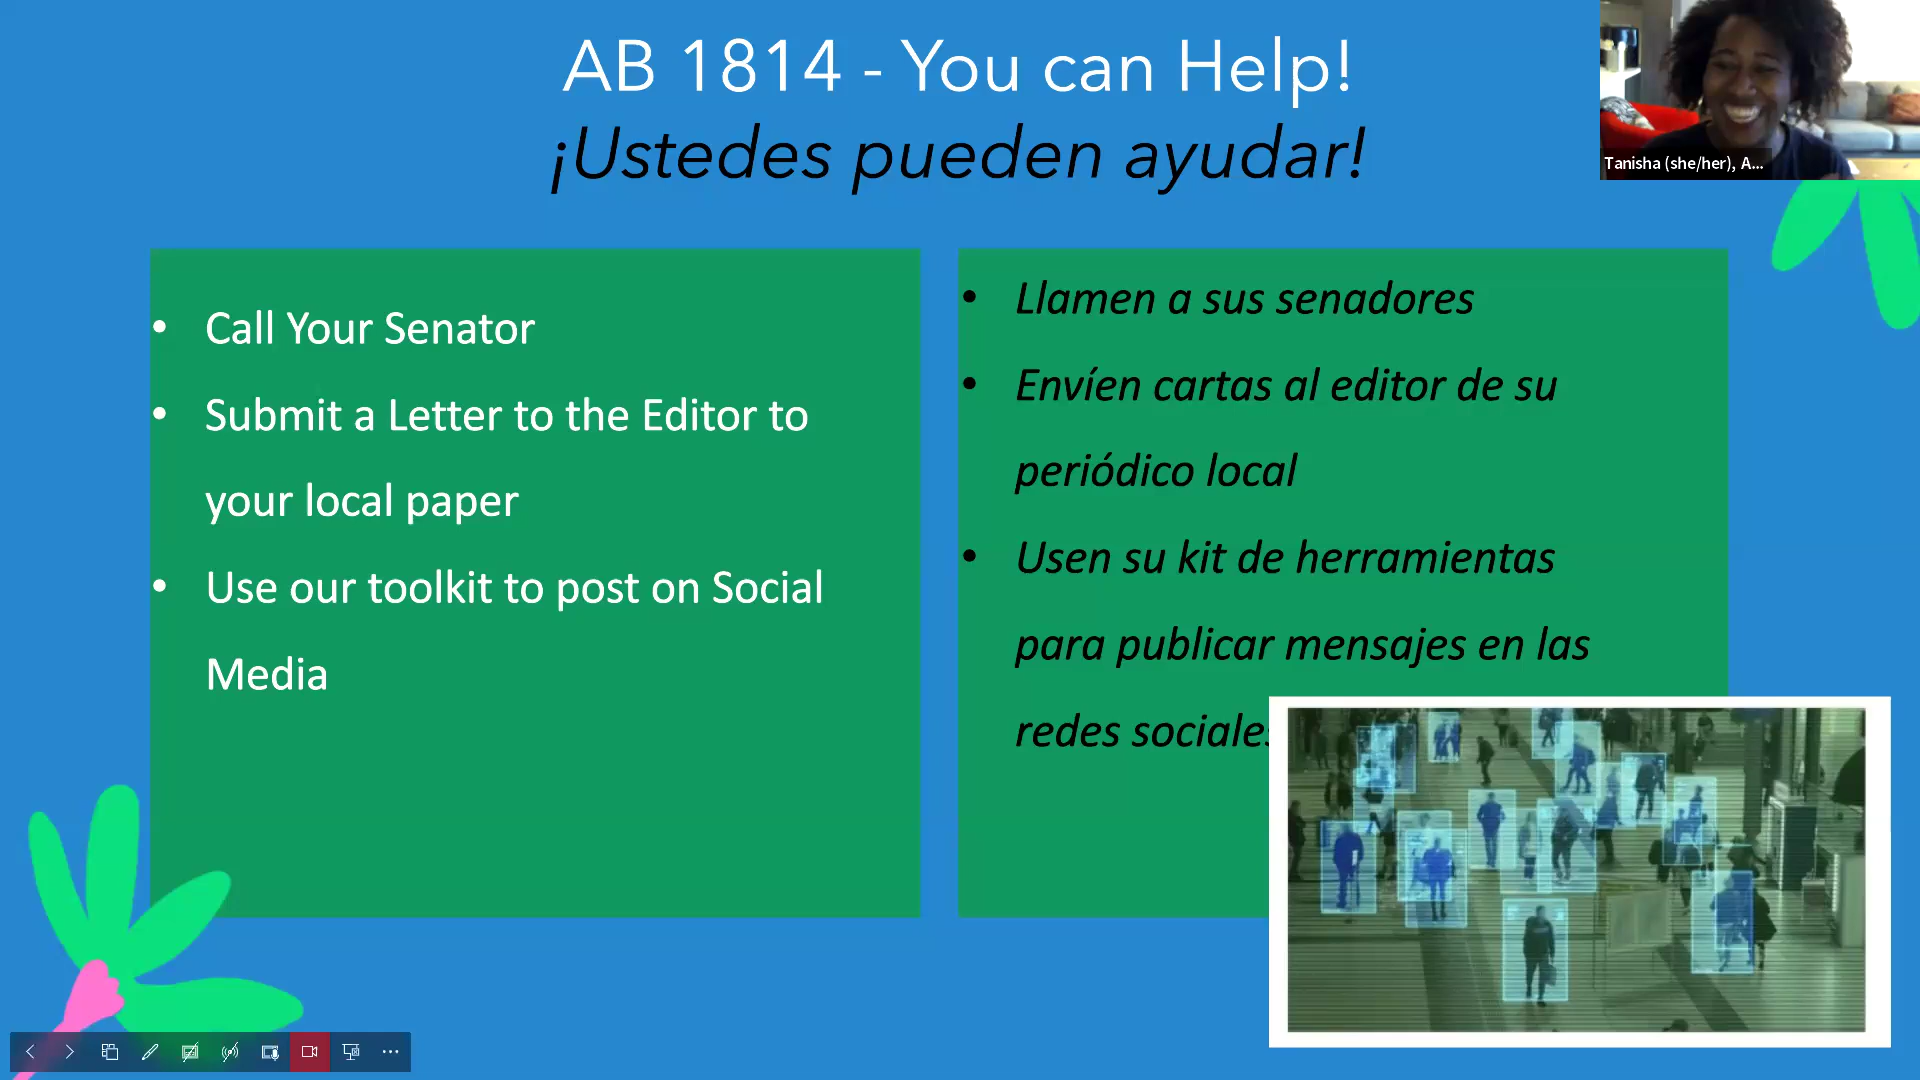 AB 1814 - You can Help!
¡Ustedes pueden ayudar!
Tanisha (she/her), A...
• Call Your Senator
• Submit a Letter to the Editor to
your local paper
• Use our toolkit to post on Social
Media
• Llamen a sus senadores
• Envíen cartas al editor de su
periódico local
• Usen su kit de herramientas
para publicar mensajes en las
redes sociales